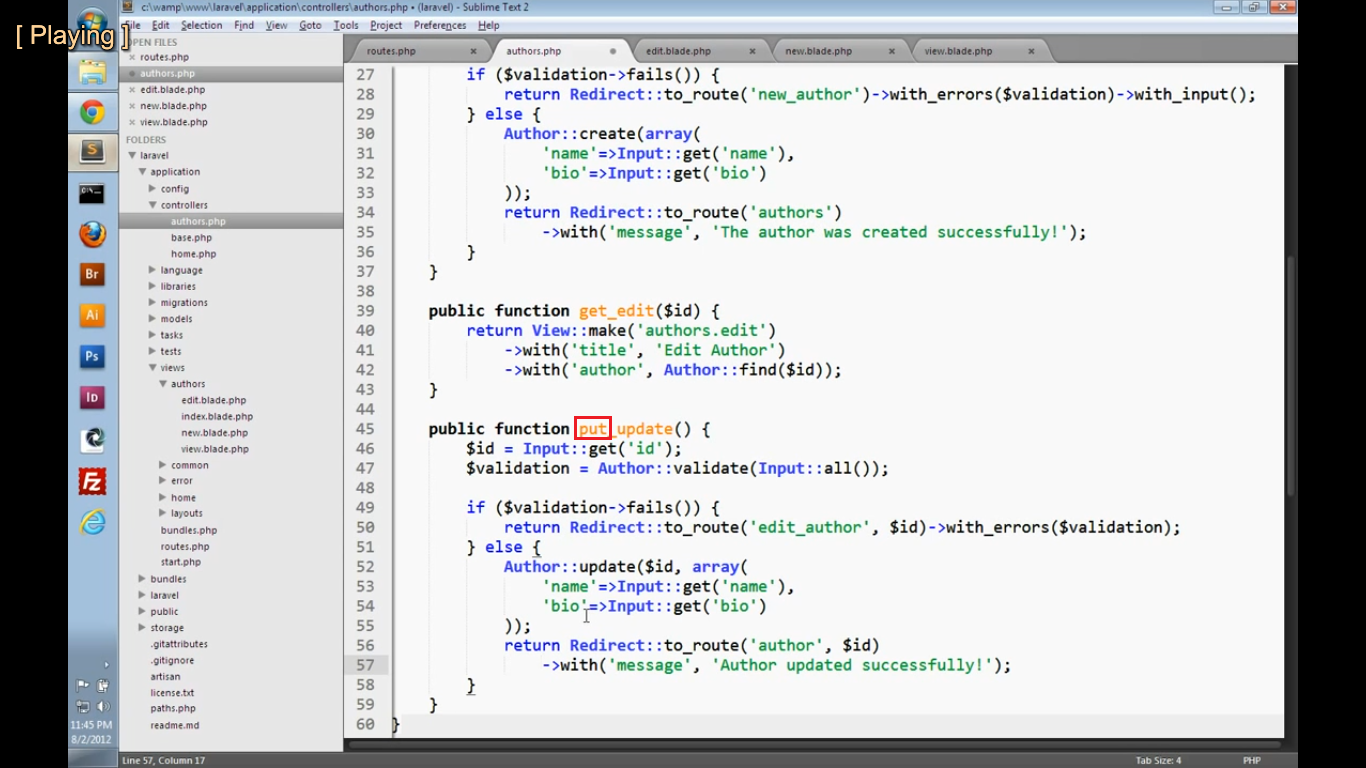 c:\wamp\www\laravel\application\controllers\authors.php • (laravel) - Sublime Text 2
[ Playing ]
File Edit Selection Find View Goto Tools Project Preferences Help
OPEN FILES
routes.php
authors.php
edit.blade.php
new.blade.php
view.blade.php
FOLDERS
laravel
application
config
controllers
authors.php
base.php
home.php
language
libraries
migrations
models
tasks
tests
views
authors
edit.blade.php
index.blade.php
new.blade.php
view.blade.php
common
error
home
layouts
bundles.php
routes.php
start.php
bundles
laravel
public
storage
.gitattributes
.gitignore
artisan
license.txt
paths.php
readme.md
routes.php × authors.php • edit.blade.php × new.blade.php × view.blade.php ×
27 if ($validation->fails()) {
28 return Redirect::to_route('new_author')->with_errors($validation)->with_input();
29 } else {
30 Author::create(array(
31 'name'=>Input::get('name'),
32 'bio'=>Input::get('bio')
33 ));
34 return Redirect::to_route('authors')
35 ->with('message', 'The author was created successfully!');
36 }
37 }
38
39 public function get_edit($id) {
40 return View::make('authors.edit')
41 ->with('title', 'Edit Author')
42 ->with('author', Author::find($id));
43 }
44
45 public function put_update() {
46 $id = Input::get('id');
47 $validation = Author::validate(Input::all());
48
49 if ($validation->fails()) {
50 return Redirect::to_route('edit_author', $id)->with_errors($validation);
51 } else {
52 Author::update($id, array(
53 'name'=>Input::get('name'),
54 'bio'=>Input::get('bio')
55 ));
56 return Redirect::to_route('author', $id)
57 ->with('message', 'Author updated successfully!');
58 }
59 }
60 }
S
C:\
Br
Ai
Ps
Id
Fz
11:45 PM
8/2/2012
Line 57, Column 17
Tab Size: 4
PHP